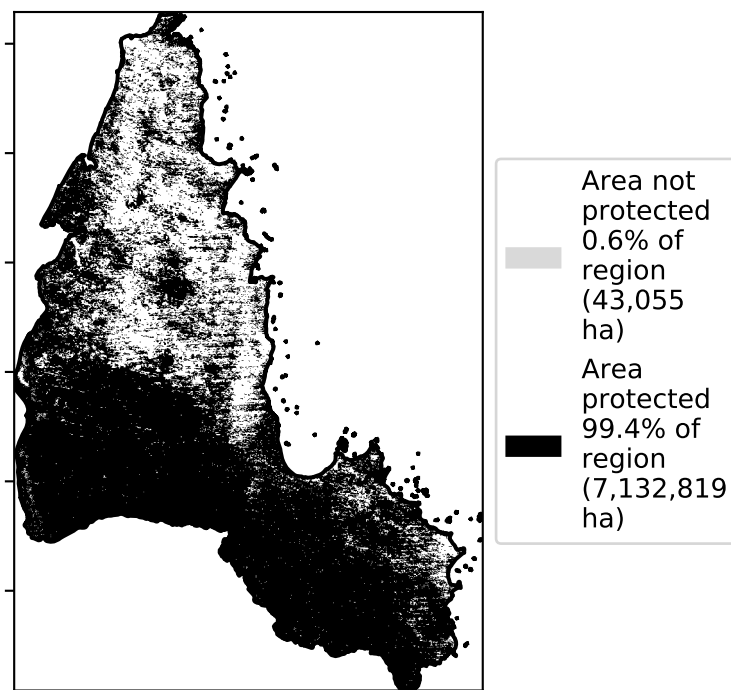 Area not
protected
0.6% of
region
(43,055
ha)
Area
protected
99.4% of
region
(7,132,819
ha)